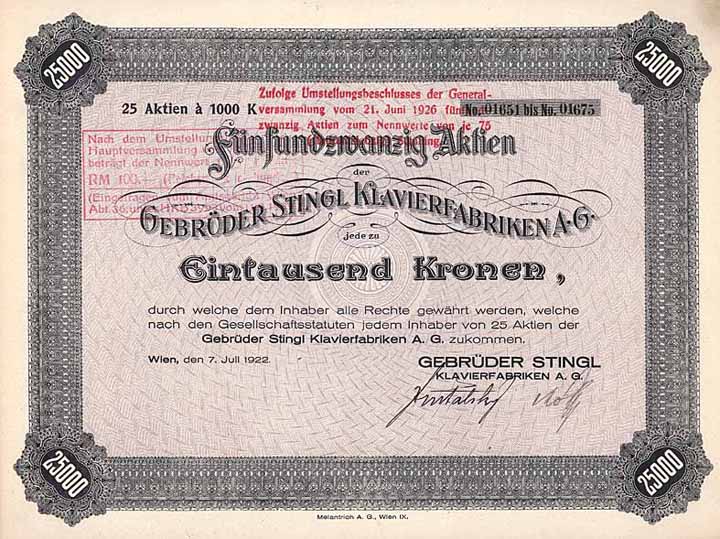 25000
25000
Zufolge Umstellungsbeschlusses der General-
25 Aktien à 1000 K versammlung vom 21. Juni 1926 fün No. 01651 bis No. 01675
zwanzig Aktien zum Nennwerte von je 75
Nach dem Umstellung
Hauptversammlung
beträgt der Nennwert
RM 100,—
Fünfundzwanzig Aktien
der
GEBRÜDER STINGL KLAVIERFABRIKEN A.G.
jede zu
Eintausend Kronen,
durch welche dem Inhaber alle Rechte gewährt werden, welche
nach den Gesellschaftsstatuten jedem Inhaber von 25 Aktien der
Gebrüder Stingl Klavierfabriken A. G. zukommen.
Wien, den 7. Juli 1922.
GEBRÜDER STINGL
KLAVIERFABRIKEN A. G.
25000
25000
Melantrich A. G., Wien IX.